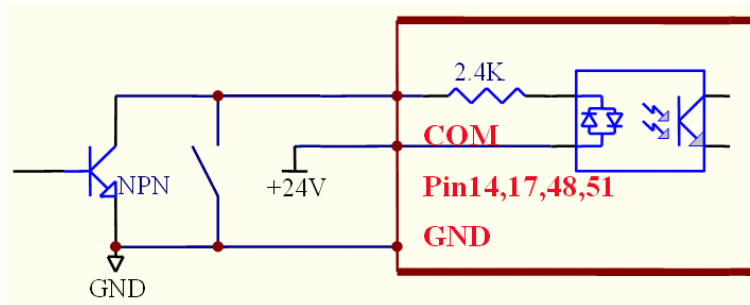 2.4K
COM
NPN
+24V
Pin14,17,48,51
GND
GND